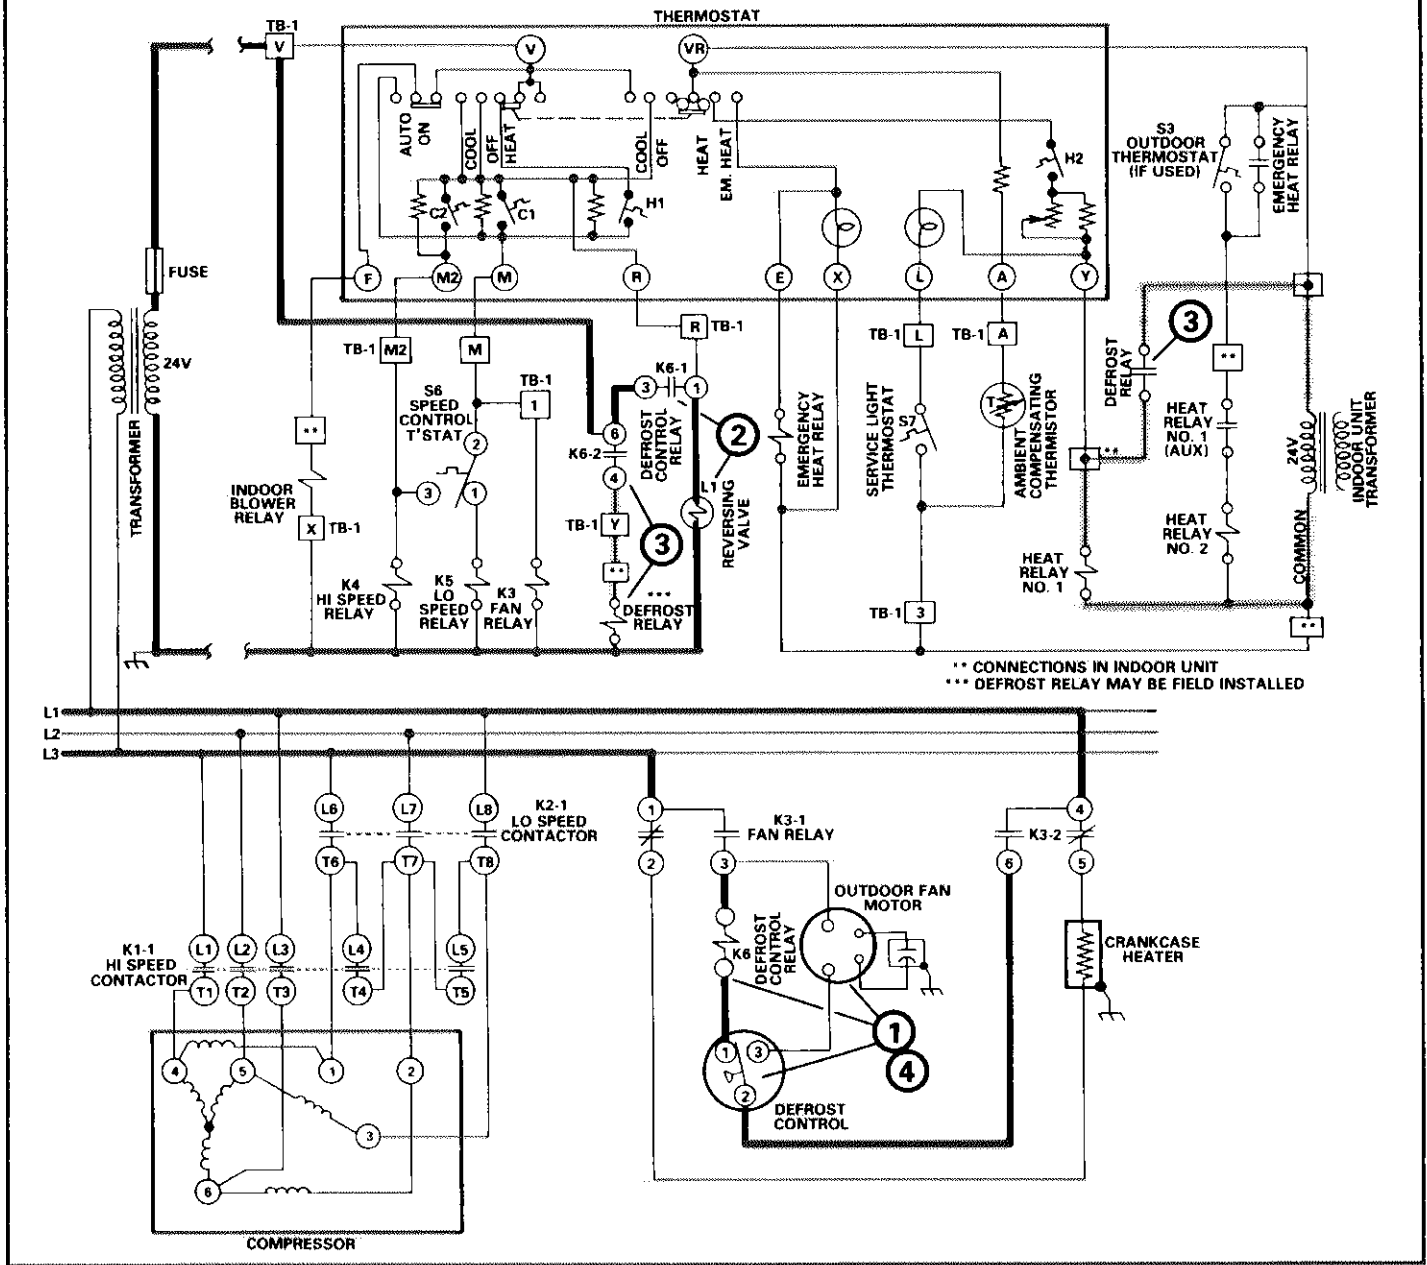 THERMOSTAT
TB-1
V
V
VR
AUTO
ON
COOL
OFF
HEAT
COOL
OFF
HEAT
EM. HEAT
H2
S3
OUTDOOR
THERMOSTAT
(IF USED)
EMERGENCY
HEAT RELAY
C2
C1
H1
FUSE
F
M2
M
R
E
X
L
A
Y
24V
TRANSFORMER
TB-1
M2
M
R
TB-1
TB-1
L
TB-1
A
3
DEFROST
RELAY
**
S6
SPEED
CONTROL
T'STAT
TB-1
1
K6-1
3
1
2
6
K6-2
4
DEFROST
CONTROL
RELAY
L1
REVERSING
VALVE
EMERGENCY
HEAT RELAY
S7
SERVICE LIGHT
THERMOSTAT
T
AMBIENT
COMPENSATING
THERMISTOR
**
HEAT
RELAY
NO. 1
(AUX)
24V
INDOOR UNIT
TRANSFORMER
**
2
3
1
INDOOR
BLOWER
RELAY
X
TB-1
TB-1
Y
3
**
***
DEFROST
RELAY
K4
HI SPEED
RELAY
K5
LO
SPEED
RELAY
K3
FAN
RELAY
HEAT
RELAY
NO. 2
HEAT
RELAY
NO. 1
COMMON
TB-1
3
**
** CONNECTIONS IN INDOOR UNIT
*** DEFROST RELAY MAY BE FIELD INSTALLED
L1
L2
L3
L6
L7
L8
K2-1
LO SPEED
CONTACTOR
T6
T7
T8
1
2
K3-1
FAN RELAY
3
4
K3-2
6
5
OUTDOOR FAN
MOTOR
K6
DEFROST
CONTROL
RELAY
CRANKCASE
HEATER
K1-1
HI SPEED
CONTACTOR
L1
L2
L3
L4
L5
T1
T2
T3
T4
T5
1
4
1
3
2
DEFROST
CONTROL
4
5
1
2
3
6
COMPRESSOR